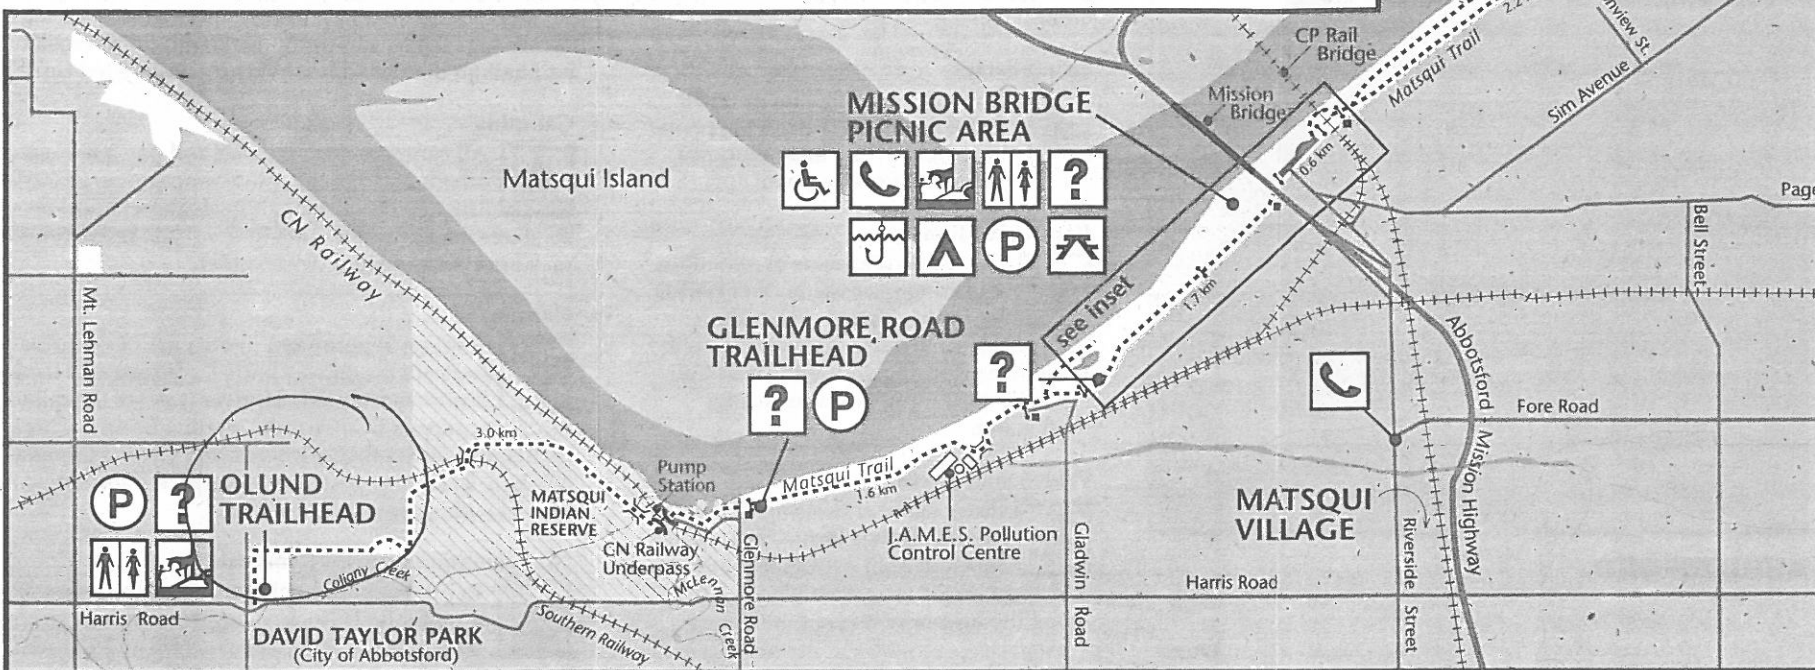 CP Rail
Bridge
Mission
Bridge
Matsqui Trail
Sim Avenue
MISSION BRIDGE
PICNIC AREA
?
P
Matsqui Island
0.6 km
CN Railway
Bell Street
see inset
1.7 km
Mt. Lehman Road
GLENMORE ROAD
TRAILHEAD
? P
?
Abbotsford - Mission Highway
Fore Road
3.0 km
Pump
Station
Matsqui Trail
1.6 km
P ?
OLUND
TRAILHEAD
MATSQUI
INDIAN
RESERVE
MATSQUI
VILLAGE
CN Railway
Underpass
J.A.M.E.S. Pollution
Control Centre
Coligny Creek
McLennan Creek
Glenmore Road
Gladwin Road
Harris Road
Riverside Street
Harris Road
DAVID TAYLOR PARK
(City of Abbotsford)
Southern Railway